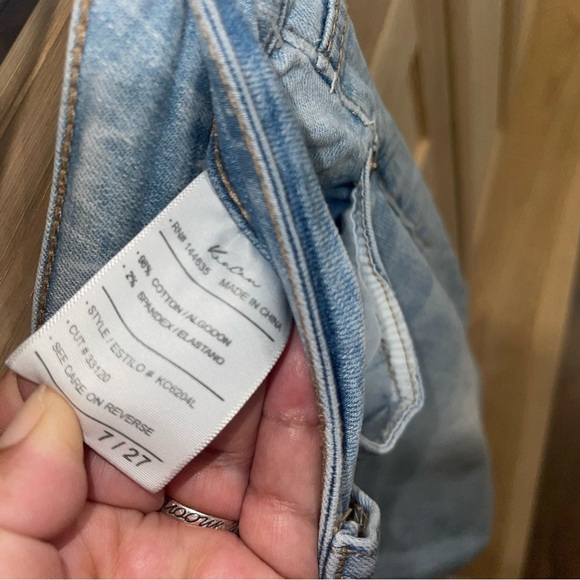 KanCan
· RN# 144635 MADE IN CHINA
· 98% COTTON / ALGODON
2% SPANDEX / ELASTANO
· STYLE / ESTILO # KC6204L
· CUT # 33120
· SEE CARE ON REVERSE
7 / 27